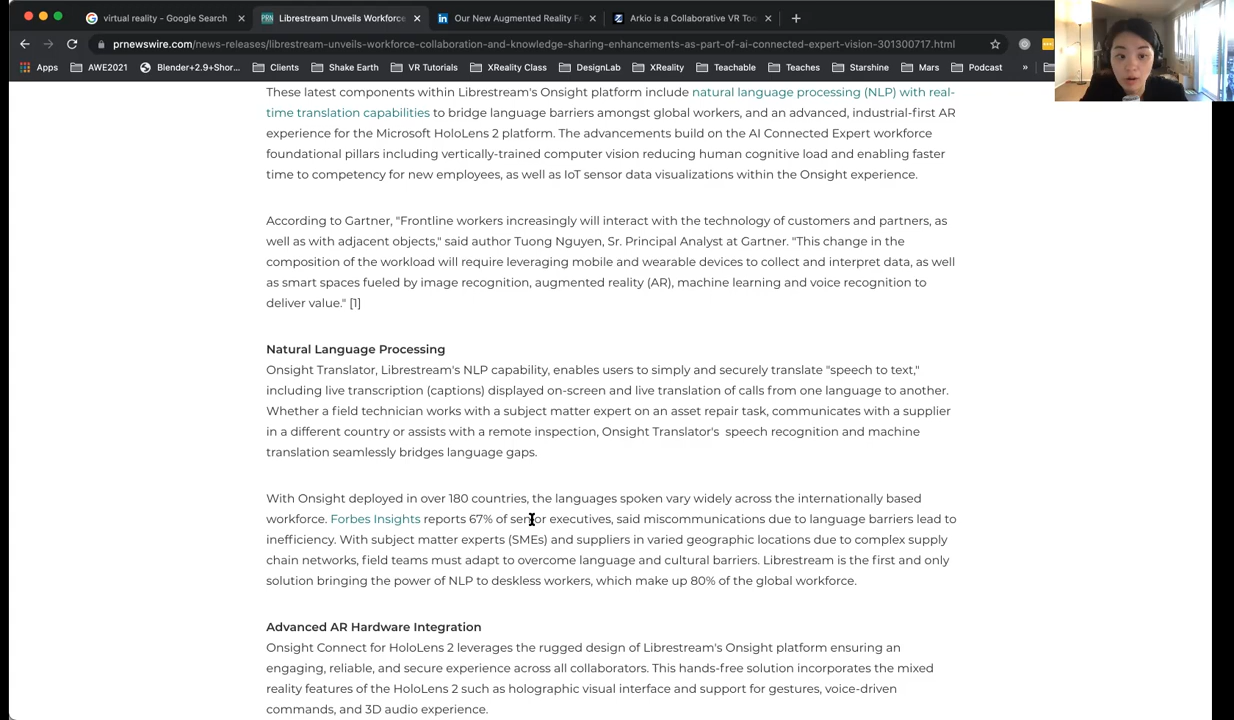 virtual reality - Google Search
Librestream Unveils Workforce
Our New Augmented Reality F
Arkio is a Collaborative VR Too
prnewswire.com/news-releases/librestream-unveils-workforce-collaboration-and-knowledge-sharing-enhancements-as-part-of-ai-connected-expert-vision-301300717.html
Apps AWE2021 Blender+2.9+Shor... Clients Shake Earth VR Tutorials XReality Class DesignLab XReality Teachable Teaches Starshine Mars Podcast »
These latest components within Librestream's Onsight platform include natural language processing (NLP) with real-
time translation capabilities to bridge language barriers amongst global workers, and an advanced, industrial-first AR
experience for the Microsoft HoloLens 2 platform. The advancements build on the AI Connected Expert workforce
foundational pillars including vertically-trained computer vision reducing human cognitive load and enabling faster
time to competency for new employees, as well as IoT sensor data visualizations within the Onsight experience.
According to Gartner, "Frontline workers increasingly will interact with the technology of customers and partners, as
well as with adjacent objects," said author Tuong Nguyen, Sr. Principal Analyst at Gartner. "This change in the
composition of the workload will require leveraging mobile and wearable devices to collect and interpret data, as well
as smart spaces fueled by image recognition, augmented reality (AR), machine learning and voice recognition to
deliver value." [1]
Natural Language Processing
Onsight Translator, Librestream's NLP capability, enables users to simply and securely translate "speech to text,"
including live transcription (captions) displayed on-screen and live translation of calls from one language to another.
Whether a field technician works with a subject matter expert on an asset repair task, communicates with a supplier
in a different country or assists with a remote inspection, Onsight Translator's speech recognition and machine
translation seamlessly bridges language gaps.
With Onsight deployed in over 180 countries, the languages spoken vary widely across the internationally based
workforce. Forbes Insights reports 67% of senior executives, said miscommunications due to language barriers lead to
inefficiency. With subject matter experts (SMEs) and suppliers in varied geographic locations due to complex supply
chain networks, field teams must adapt to overcome language and cultural barriers. Librestream is the first and only
solution bringing the power of NLP to deskless workers, which make up 80% of the global workforce.
Advanced AR Hardware Integration
Onsight Connect for HoloLens 2 leverages the rugged design of Librestream's Onsight platform ensuring an
engaging, reliable, and secure experience across all collaborators. This hands-free solution incorporates the mixed
reality features of the HoloLens 2 such as holographic visual interface and support for gestures, voice-driven
commands, and 3D audio experience.